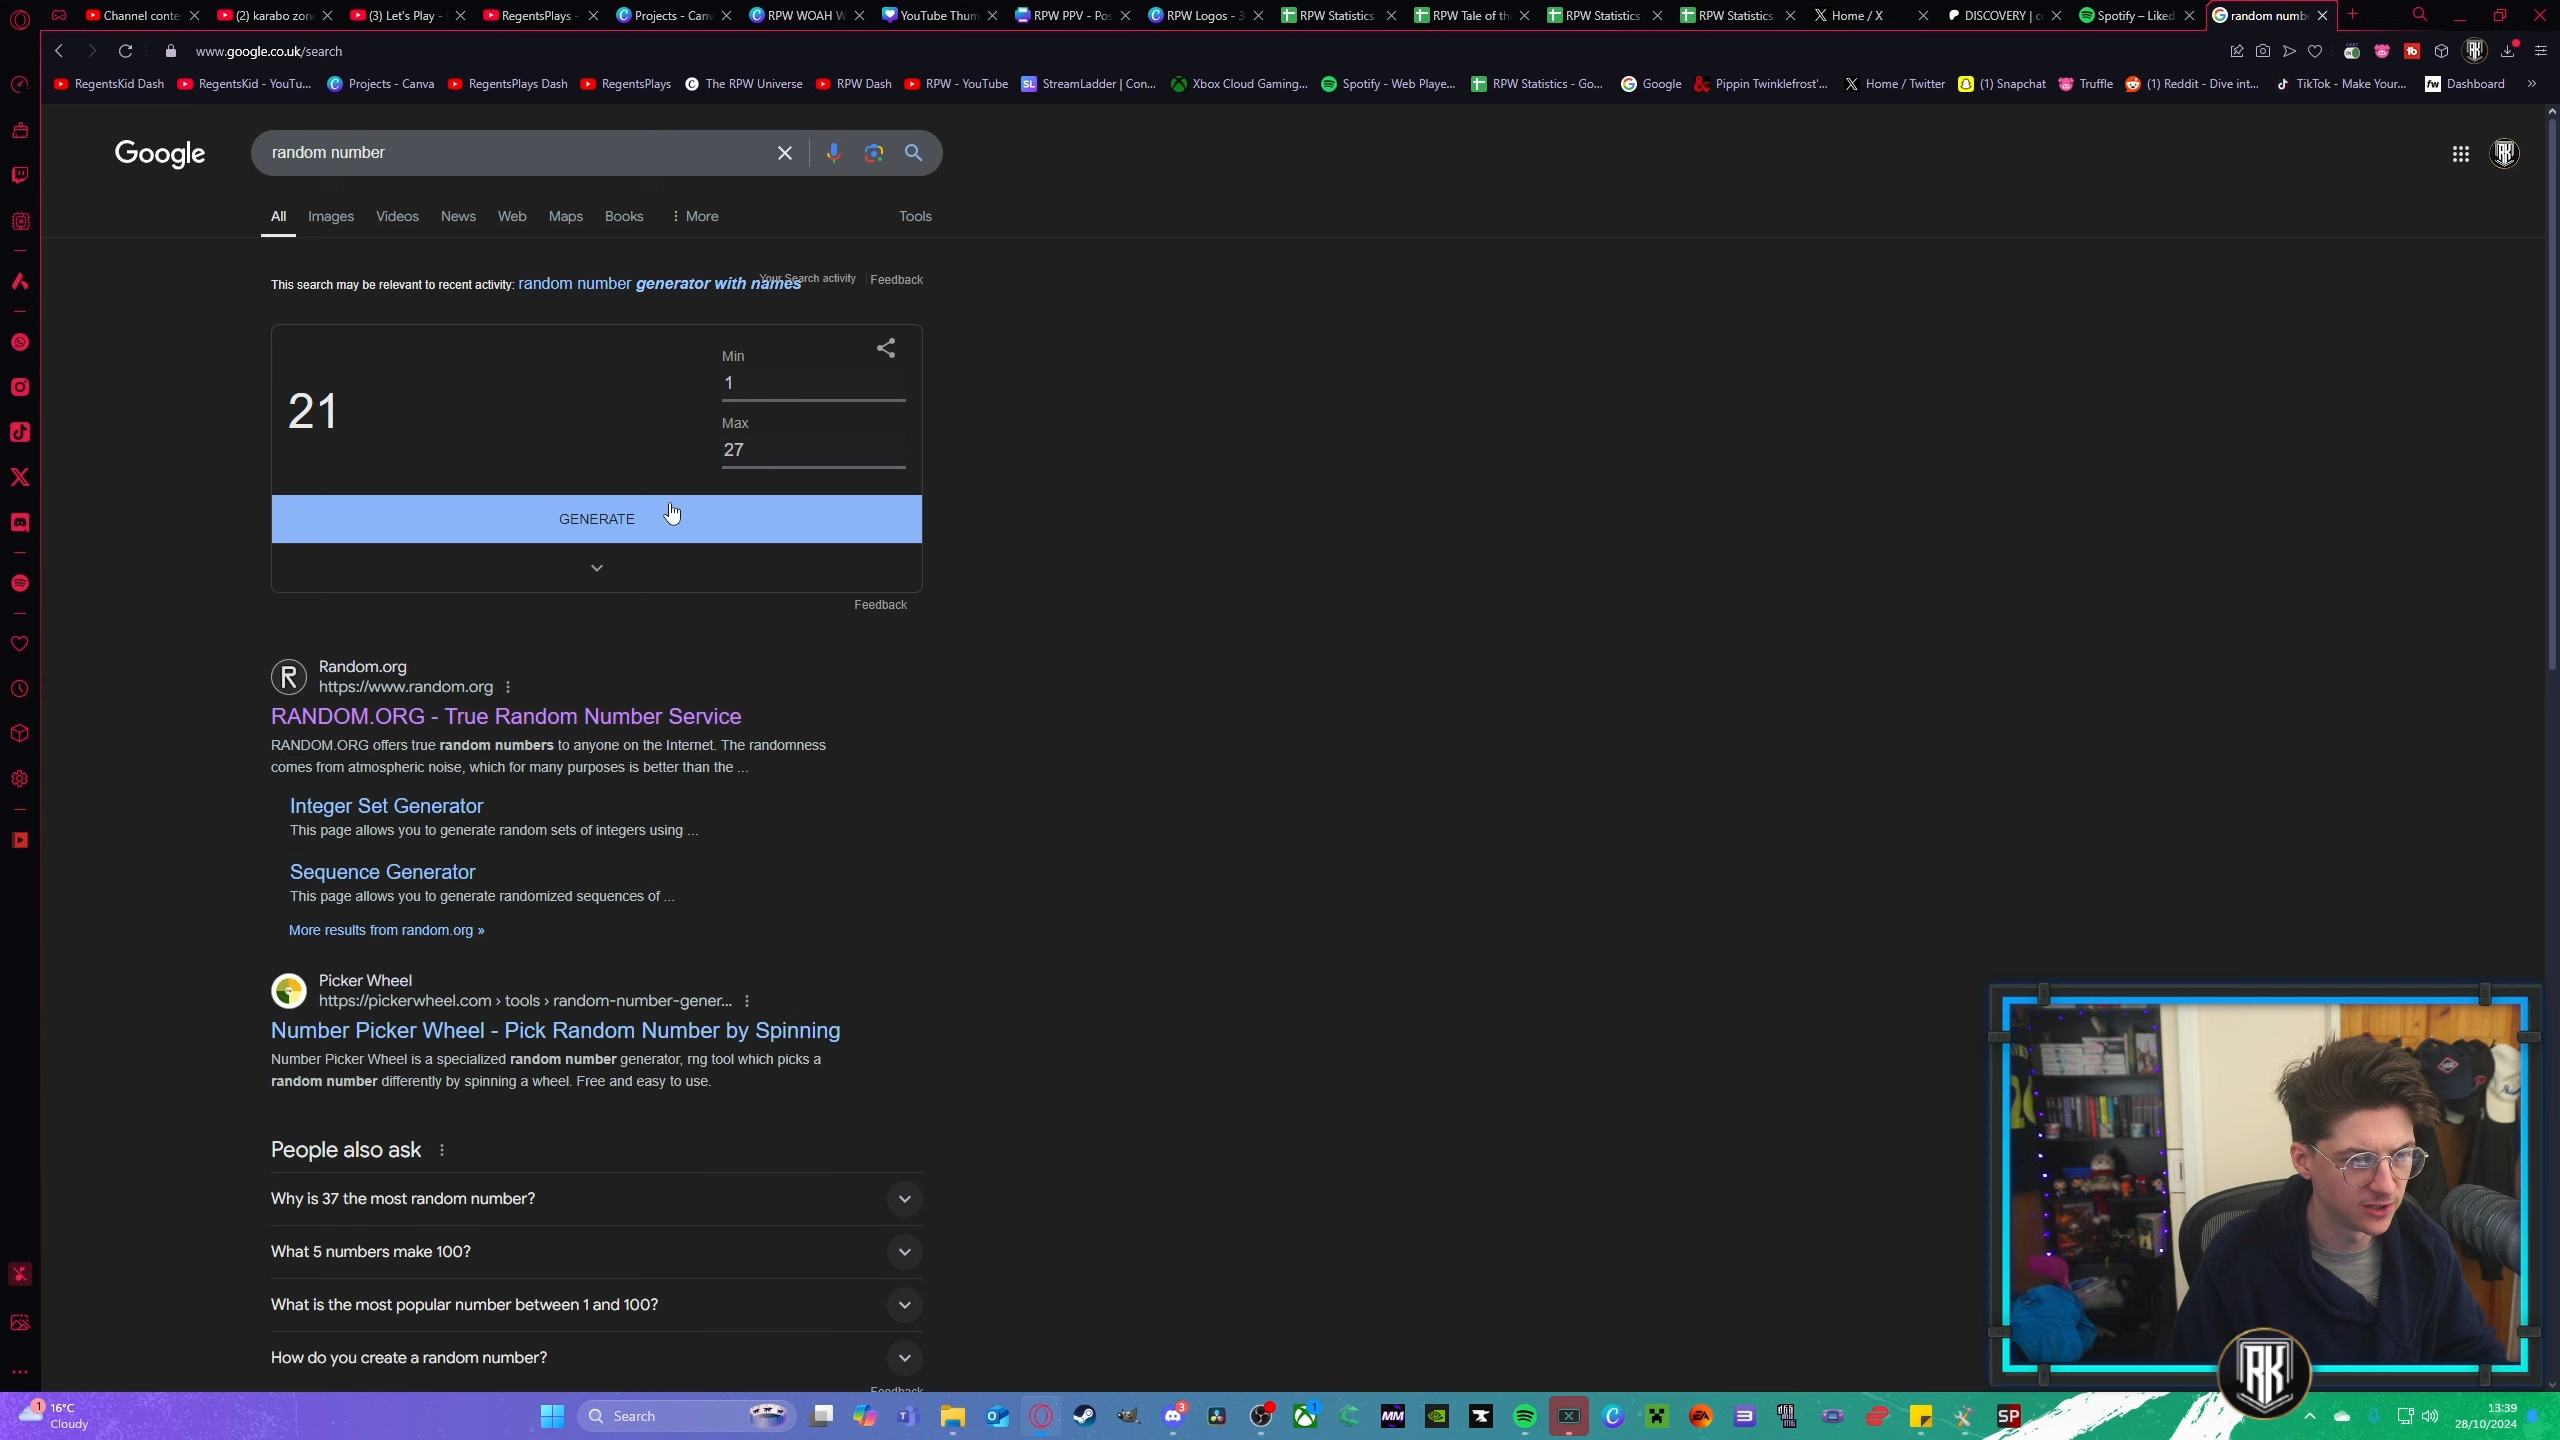 Channel conte
(2) karabo zon
(3) Let's Play -
RegentsPlays -
Projects - Can
RPW WOAH W
YouTube Thum
RPW PPV - Pos
RPW Logos - 3
RPW Statistics
RPW Tale of th
RPW Statistics
RPW Statistics
Home / X
DISCOVERY | c
Spotify – Liked
random numb
www.google.co.uk/search
RegentsKid Dash
RegentsKid - YouTu...
Projects - Canva
RegentsPlays Dash
RegentsPlays
The RPW Universe
RPW Dash
RPW - YouTube
StreamLadder | Con...
Xbox Cloud Gaming...
Spotify - Web Playe...
RPW Statistics - Go...
Google
Pippin Twinklefrost'...
Home / Twitter
(1) Snapchat
Truffle
(1) Reddit - Dive int...
TikTok - Make Your...
Dashboard
Google
random number
All Images Videos News Web Maps Books More Tools
This search may be relevant to recent activity: random number generator with names
Your Search activity Feedback
21
Min
1
Max
27
GENERATE
Feedback
Random.org
https://www.random.org
RANDOM.ORG - True Random Number Service
RANDOM.ORG offers true random numbers to anyone on the Internet. The randomness
comes from atmospheric noise, which for many purposes is better than the ...
Integer Set Generator
This page allows you to generate random sets of integers using ...
Sequence Generator
This page allows you to generate randomized sequences of ...
More results from random.org »
Picker Wheel
https://pickerwheel.com › tools › random-number-gener...
Number Picker Wheel - Pick Random Number by Spinning
Number Picker Wheel is a specialized random number generator, rng tool which picks a
random number differently by spinning a wheel. Free and easy to use.
People also ask
Why is 37 the most random number?
What 5 numbers make 100?
What is the most popular number between 1 and 100?
How do you create a random number?
Feedback
RK
1
16°C
Cloudy
Search
3
1
MM
EA
SP
13:39
28/10/2024